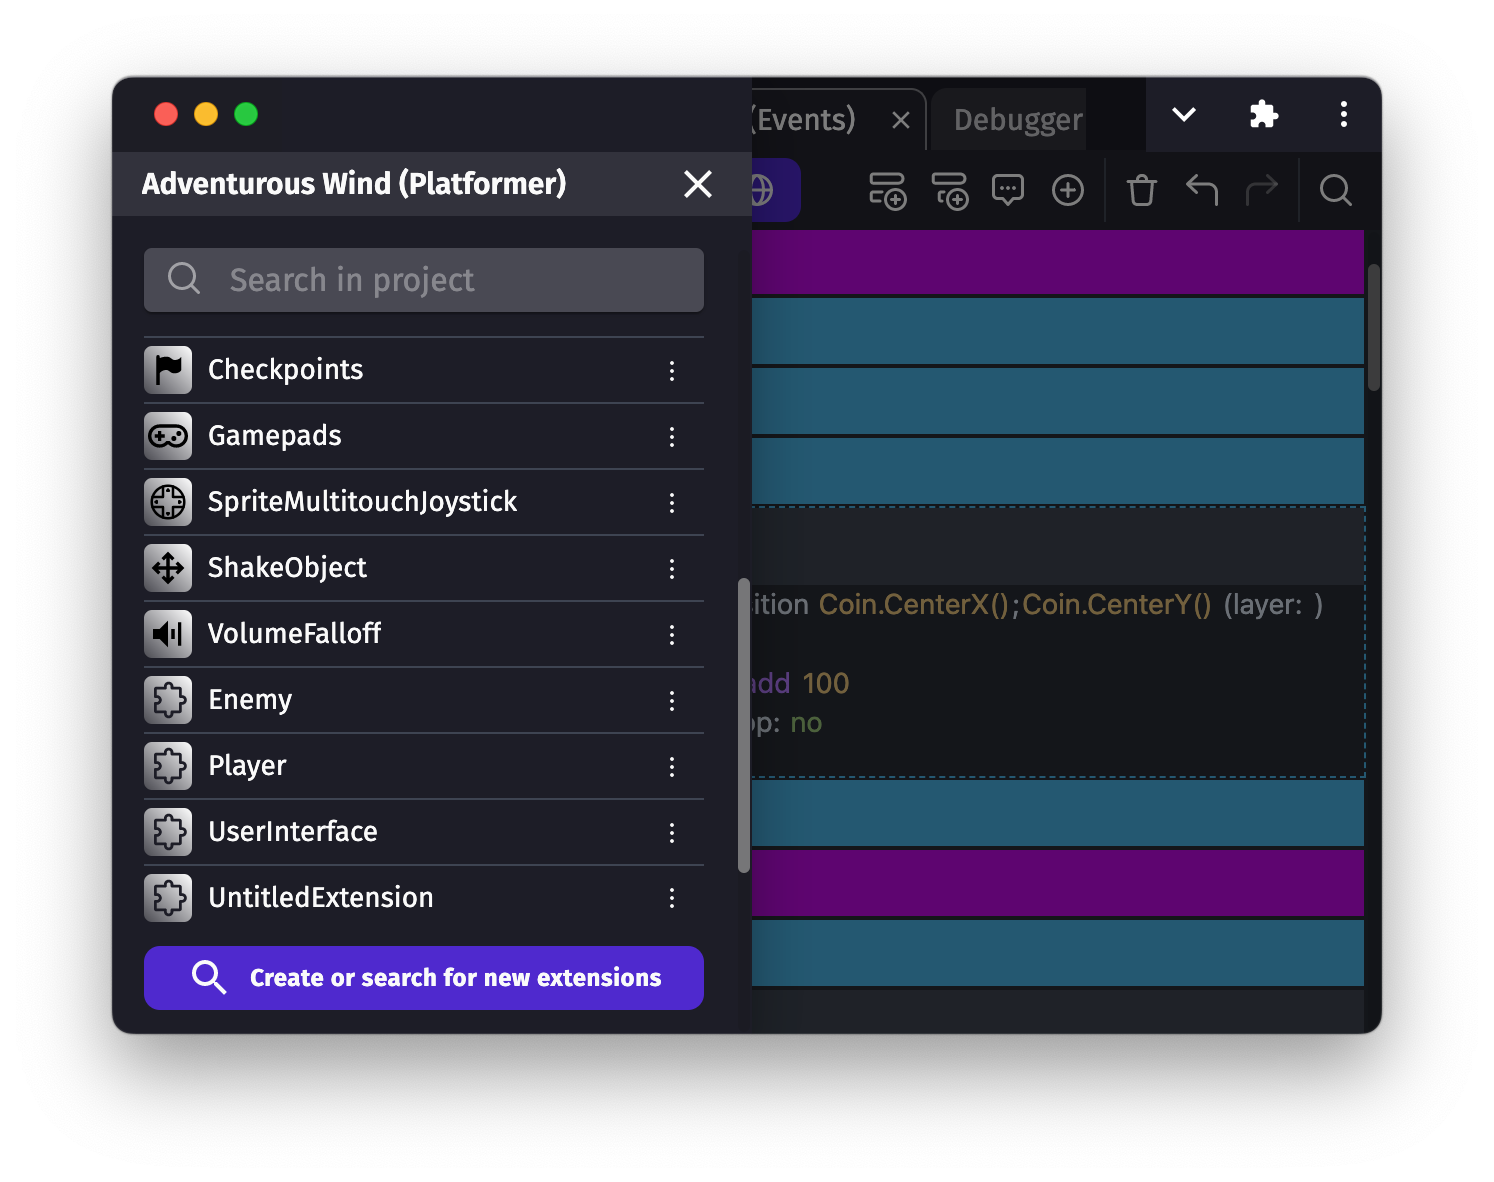 (Events)
Debugger
Adventurous Wind (Platformer)
Search in project
Checkpoints
Gamepads
SpriteMultitouchJoystick
ShakeObject
VolumeFalloff
Enemy
Player
UserInterface
UntitledExtension
Create or search for new extensions
Coin.CenterX();Coin.CenterY() (layer: )
add 100
no